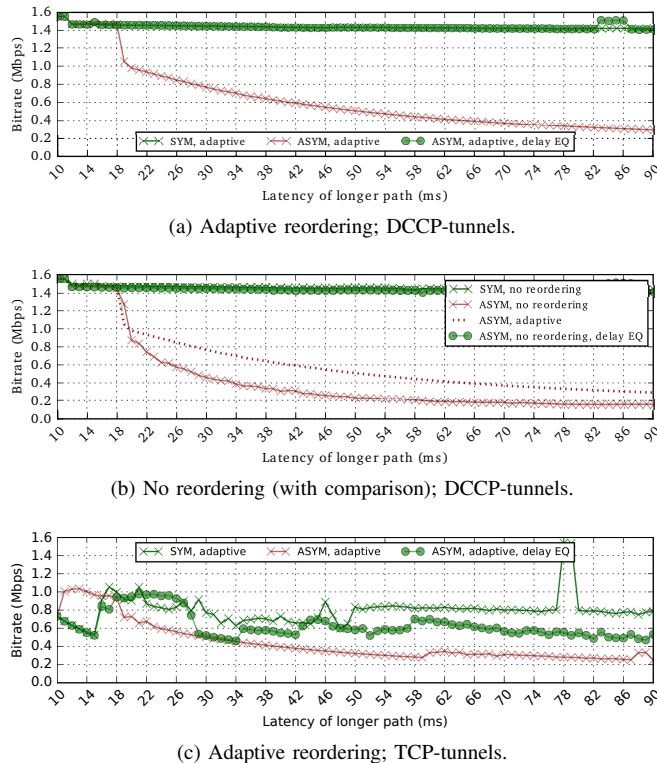 1.6
1.4
1.2
1.0
0.8
0.6
0.4
0.2
0.0
Bitrate (Mbps)
SYM, adaptive ASYM, adaptive ASYM, adaptive, delay EQ
10 14 18 22 26 30 34 38 42 46 50 54 58 62 66 70 74 78 82 86 90
Latency of longer path (ms)
(a) Adaptive reordering; DCCP-tunnels.
1.6
1.4
1.2
1.0
0.8
0.6
0.4
0.2
0.0
Bitrate (Mbps)
SYM, no reordering
ASYM, no reordering
ASYM, adaptive
ASYM, no reordering, delay EQ
10 14 18 22 26 30 34 38 42 46 50 54 58 62 66 70 74 78 82 86 90
Latency of longer path (ms)
(b) No reordering (with comparison); DCCP-tunnels.
1.6
1.4
1.2
1.0
0.8
0.6
0.4
0.2
0.0
Bitrate (Mbps)
SYM, adaptive ASYM, adaptive ASYM, adaptive, delay EQ
10 14 18 22 26 30 34 38 42 46 50 54 58 62 66 70 74 78 82 86 90
Latency of longer path (ms)
(c) Adaptive reordering; TCP-tunnels.